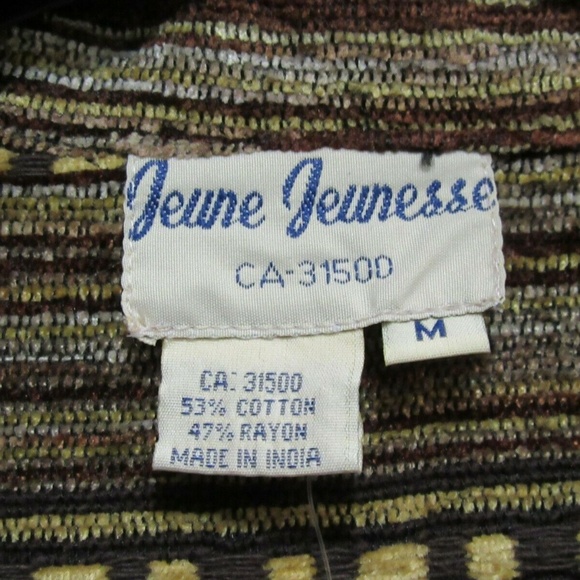 Jeune Jeunesse
CA-31500
M
CA: 31500
53% COTTON
47% RAYON
MADE IN INDIA